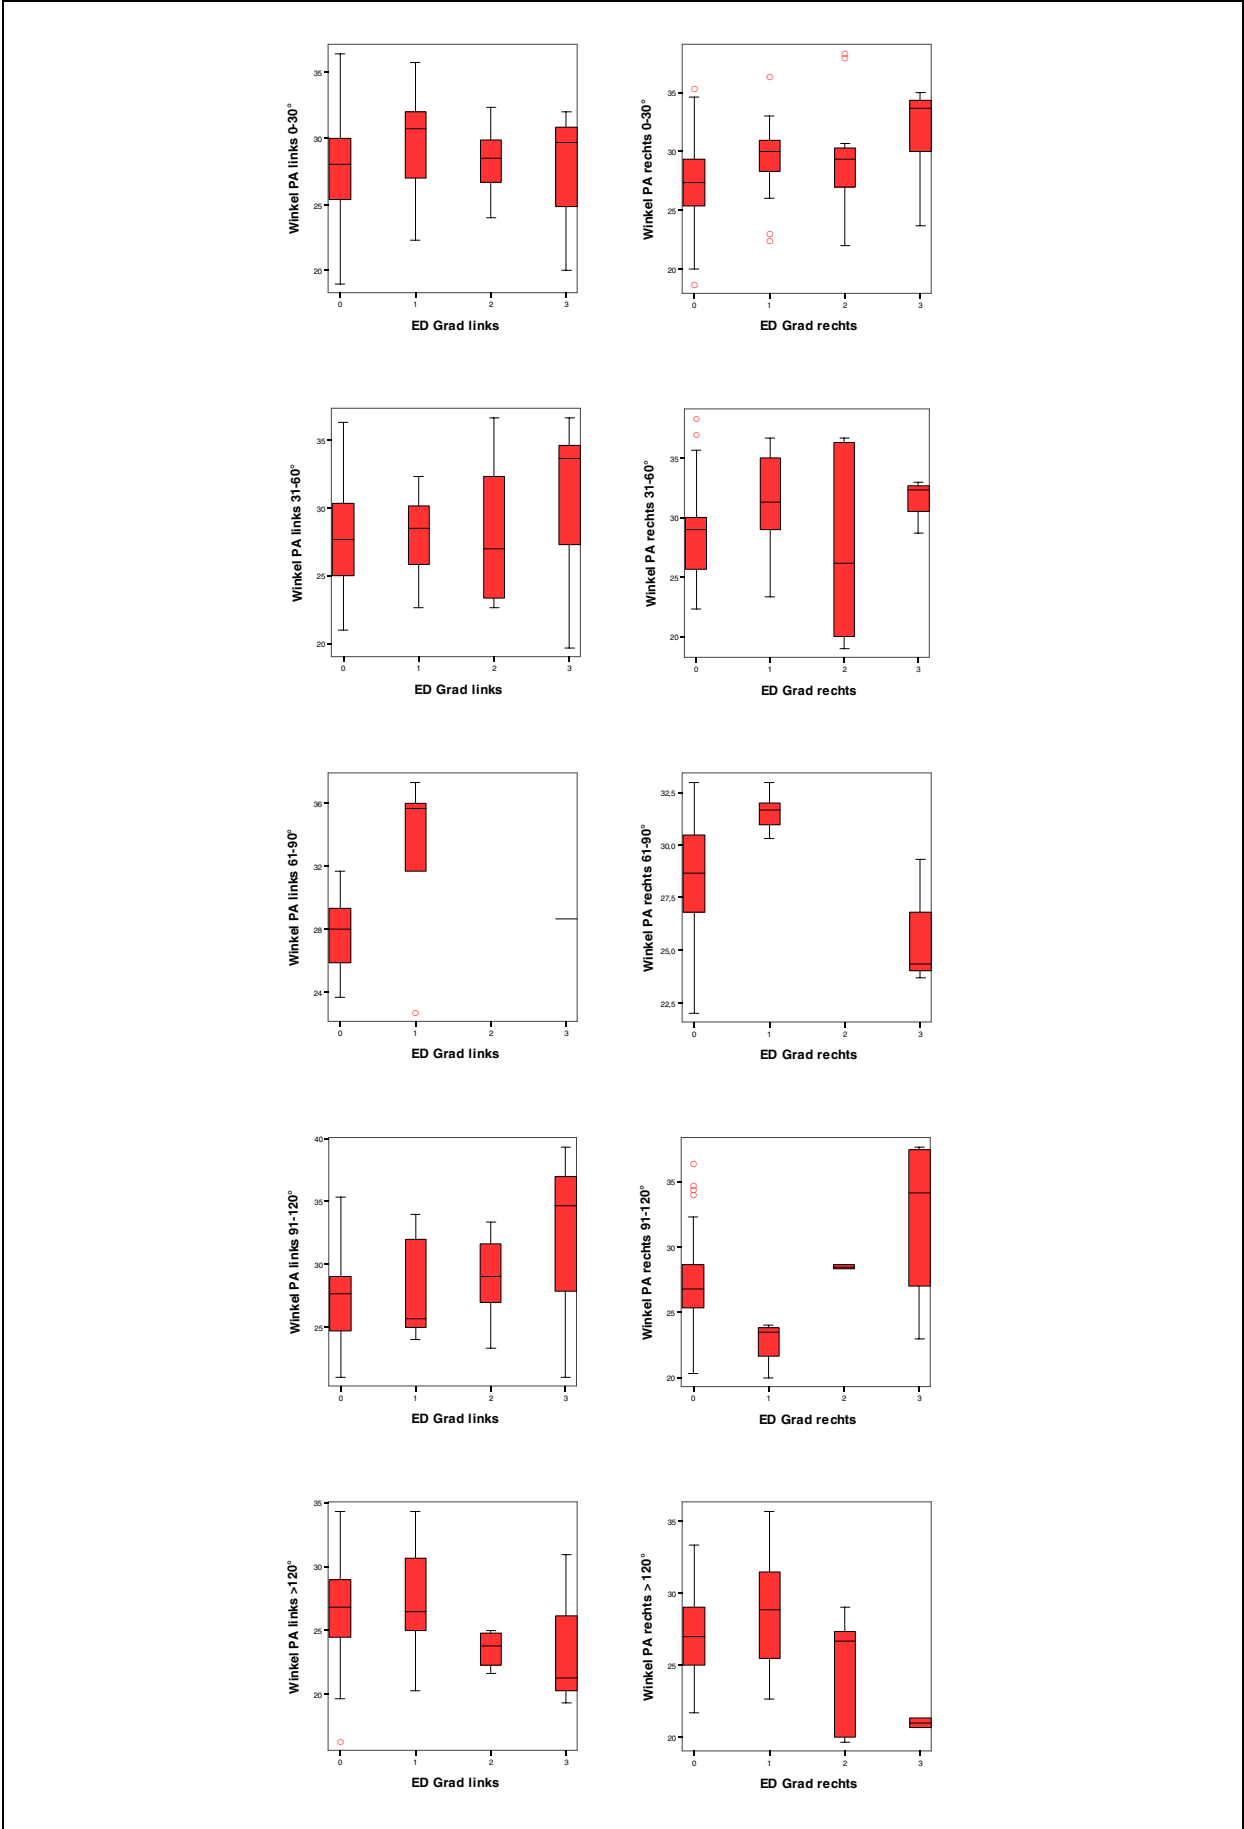 Winkel PA links 0-30°
35
30
25
20
0 1 2 3
ED Grad links
Winkel PA rechts 0-30°
35
30
25
20
0 1 2 3
ED Grad rechts
Winkel PA links 31-60°
35
30
25
20
0 1 2 3
ED Grad links
Winkel PA rechts 31-60°
35
30
25
20
0 1 2 3
ED Grad rechts
Winkel PA links 61-90°
36
32
28
24
0 1 2 3
ED Grad links
Winkel PA rechts 61-90°
32,5
30,0
27,5
25,0
22,5
0 1 2 3
ED Grad rechts
Winkel PA links 91-120°
40
35
30
25
0 1 2 3
ED Grad links
Winkel PA rechts 91-120°
35
30
25
20
0 1 2 3
ED Grad rechts
Winkel PA links >120°
35
30
25
20
0 1 2 3
ED Grad links
Winkel PA rechts > 120°
35
30
25
20
0 1 2 3
ED Grad rechts